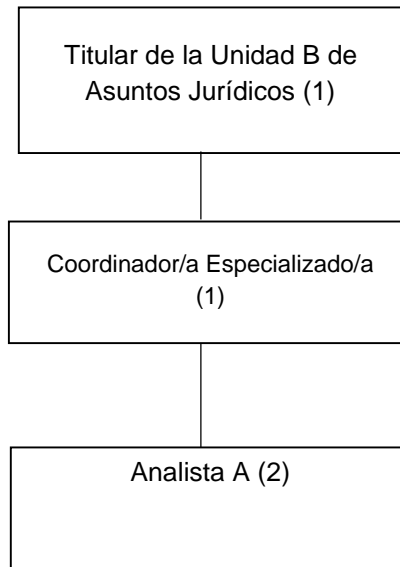 Titular de la Unidad B de
Asuntos Jurídicos (1)
Coordinador/a Especializado/a
(1)
Analista A (2)